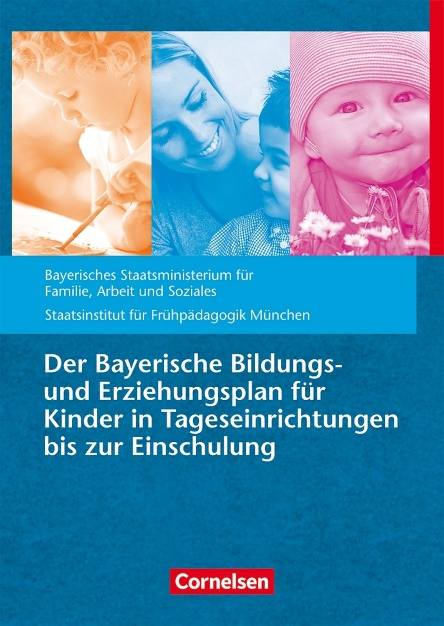 Bayerisches Staatsministerium für
Familie, Arbeit und Soziales
Staatsinstitut für Frühpädagogik München
Der Bayerische Bildungs-
und Erziehungsplan für
Kinder in Tageseinrichtungen
bis zur Einschulung
Cornelsen